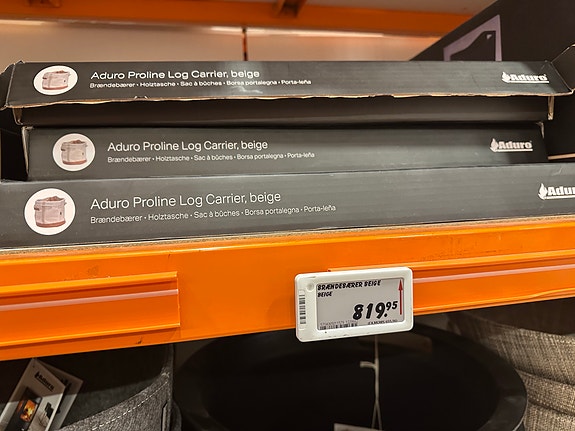 Aduro Proline Log Carrier, beige
Brændebærer • Holztasche • Sac à bûches • Borsa portalegna • Porta-leña
Aduro
Aduro Proline Log Carrier, beige
Brændebærer • Holztasche • Sac à bûches • Borsa portalegna • Porta-leña
Aduro
Aduro Proline Log Carrier, beige
Brændebærer • Holztasche • Sac à bûches • Borsa portalegna • Porta-leña
Aduro
BRÆNDEBÆRER BEIGE
BEIGE
819.95
Aduro